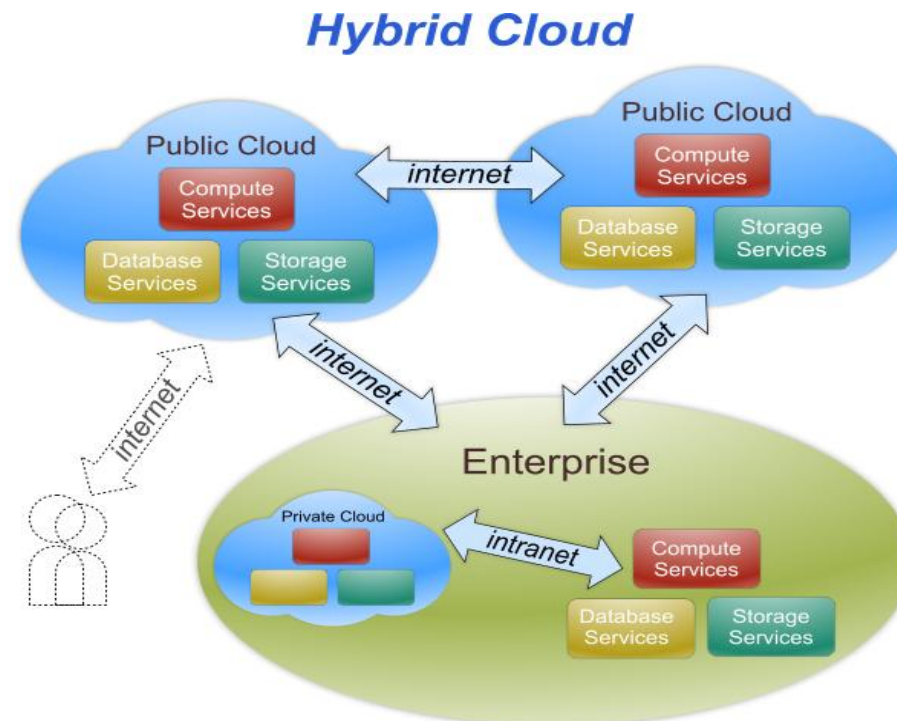 Hybrid Cloud
Public Cloud
Compute
Services
Database
Services
Storage
Services
internet
Public Cloud
Compute
Services
Database
Services
Storage
Services
internet
internet
internet
Enterprise
Private Cloud
intranet
Compute
Services
Database
Services
Storage
Services